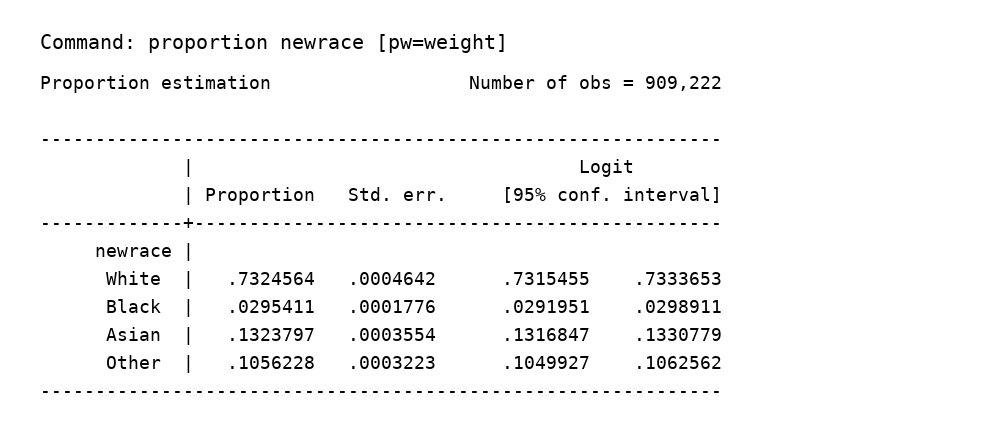 Command: proportion newrace [pw=weight]
Proportion estimation                  Number of obs = 909,222
--------------------------------------------------------------
             |                                   Logit
             | Proportion   Std. err.     [95% conf. interval]
-------------+------------------------------------------------
     newrace |
      White  |   .7324564   .0004642      .7315455    .7333653
      Black  |   .0295411   .0001776      .0291951    .0298911
      Asian  |   .1323797   .0003554      .1316847    .1330779
      Other  |   .1056228   .0003223      .1049927    .1062562
--------------------------------------------------------------